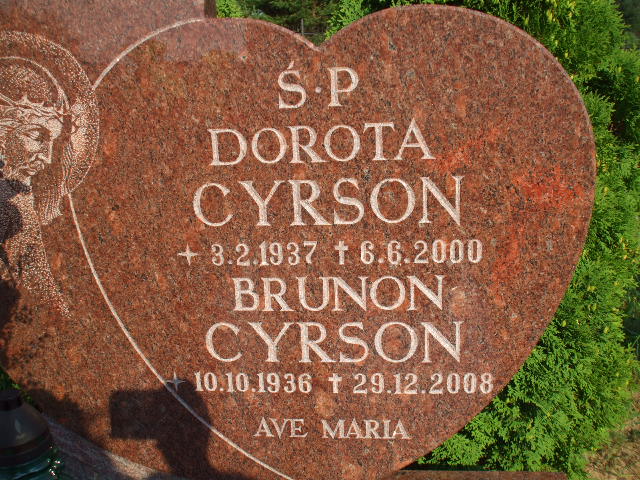 Ś.P
DOROTA
CYRSON
✦ 3.2.1937 ✝ 6.6.2000
BRUNON
CYRSON
✦ 10.10.1936 ✝ 29.12.2008
AVE MARIA